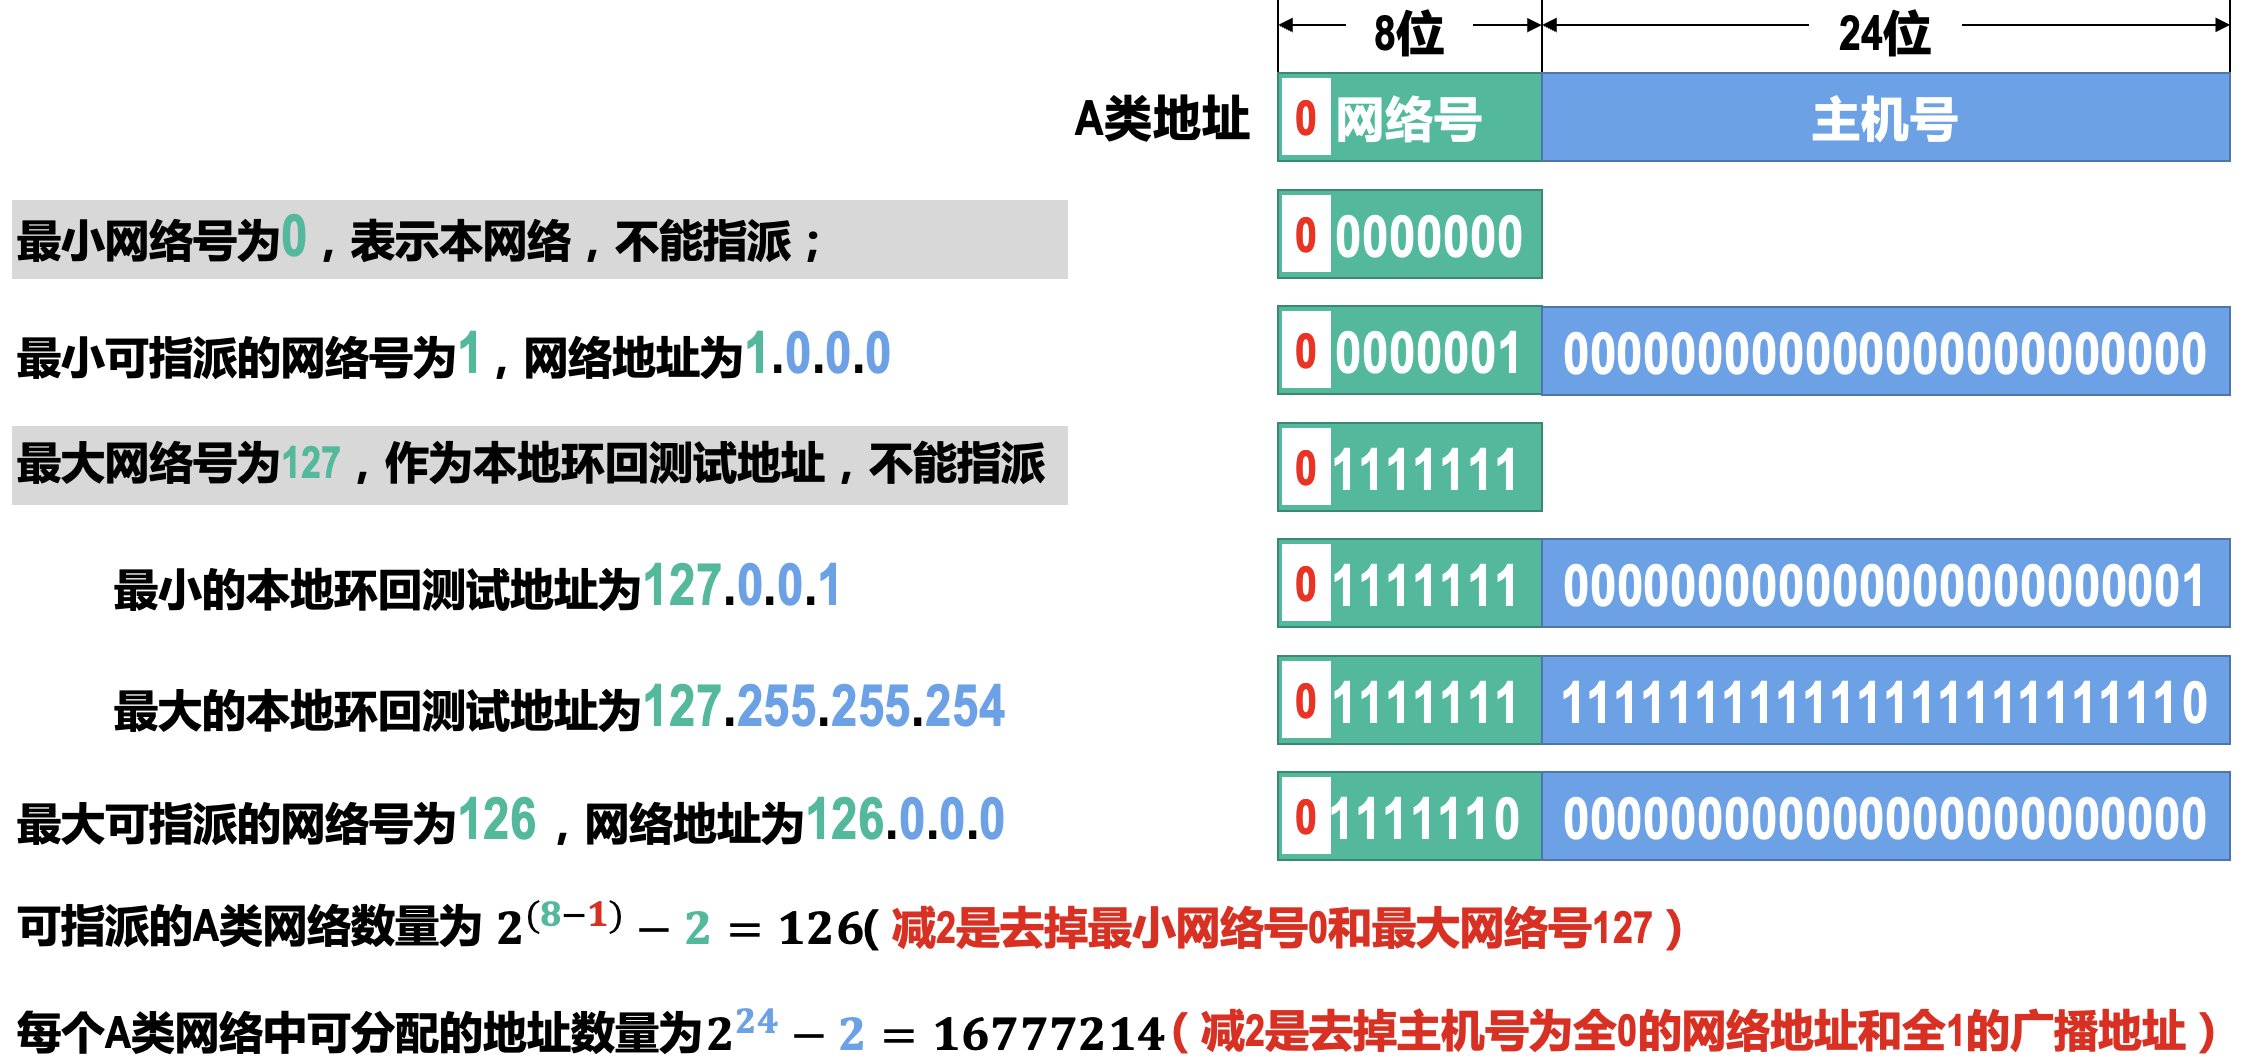 8位 24位
A类地址 0 网络号 主机号
最小网络号为0，表示本网络，不能指派； 0 0000000
最小可指派的网络号为1，网络地址为1.0.0.0 0 0000001 000000000000000000000000
最大网络号为127，作为本地环回测试地址，不能指派 0 1111111
最小的本地环回测试地址为127.0.0.1 0 1111111 000000000000000000000001
最大的本地环回测试地址为127.255.255.254 0 1111111 111111111111111111111110
最大可指派的网络号为126，网络地址为126.0.0.0 0 1111110 000000000000000000000000
可指派的A类网络数量为 2^(8−1) − 2 = 126（减2是去掉最小网络号0和最大网络号127）
每个A类网络中可分配的地址数量为2^24 − 2 = 16777214（减2是去掉主机号为全0的网络地址和全1的广播地址）